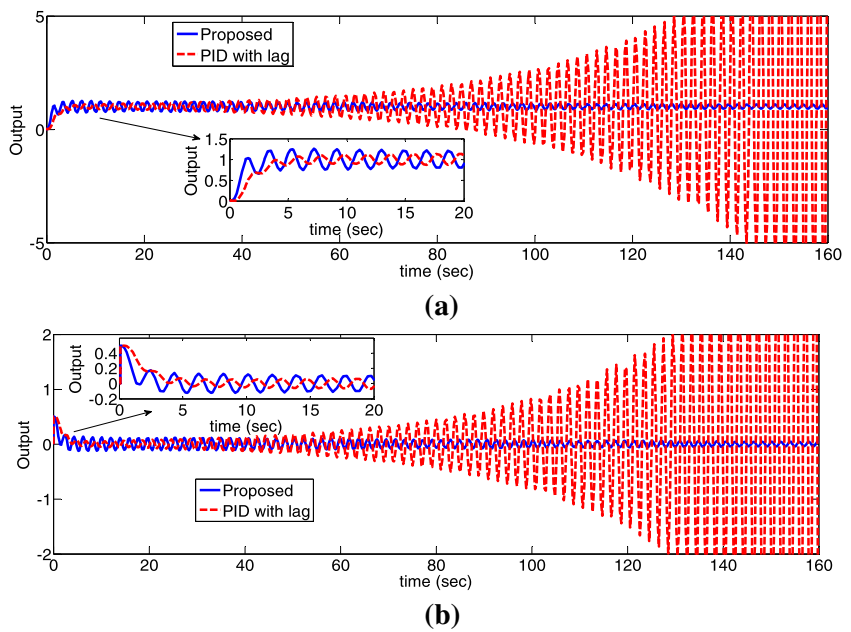 5
Proposed
PID with lag
Output
0
1.5
1
Output
0.5
0
0 5 10 15 20
time (sec)
-5
0 20 40 60 80 100 120 140 160
time (sec)
(a)
2
0.4
Output
0.2
0
-0.2
0 5 10 15 20
time (sec)
1
Output
0
Proposed
PID with lag
-1
-2
0 20 40 60 80 100 120 140 160
time (sec)
(b)